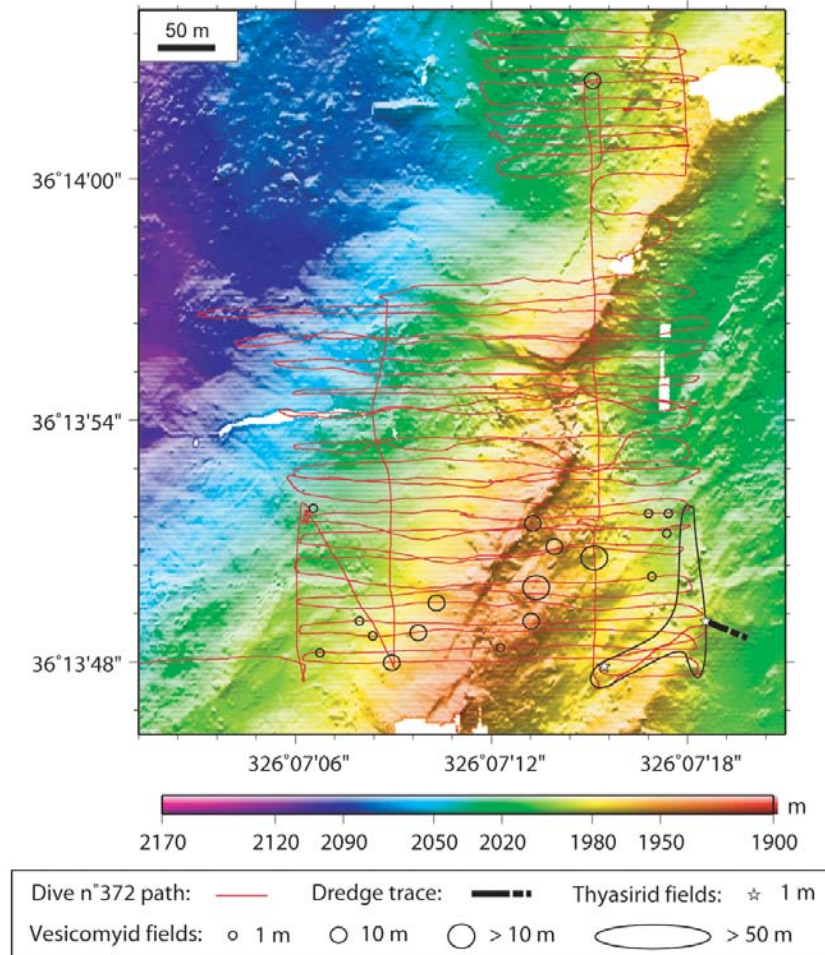 50 m
36°14'00"
36°13'54"
36°13'48"
326°07'06" 326°07'12" 326°07'18"
m
2170 2120 2090 2050 2020 1980 1950 1900
Dive n°372 path: Dredge trace: Thyasirid fields: 1 m
Vesicomyid fields: 1 m 10 m > 10 m > 50 m